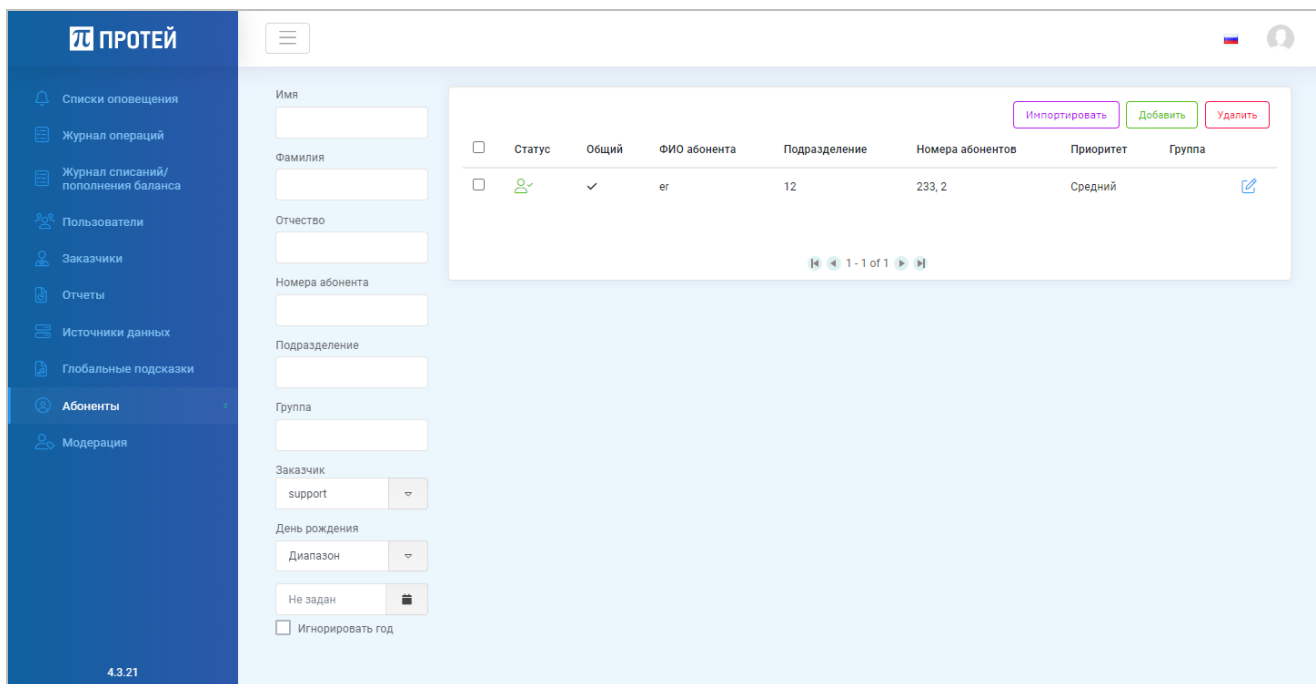 ПРОТЕЙ
Списки оповещения
Журнал операций
Журнал списаний/
пополнения баланса
Пользователи
Заказчики
Отчеты
Источники данных
Глобальные подсказки
Абоненты
Модерация
4.3.21
Имя
Фамилия
Отчество
Номера абонента
Подразделение
Группа
Заказчик
support
День рождения
Диапазон
Не задан
Игнорировать год
Импортировать Добавить Удалить
Статус Общий ФИО абонента Подразделение Номера абонентов Приоритет Группа
er 12 233, 2 Средний
1 - 1 of 1